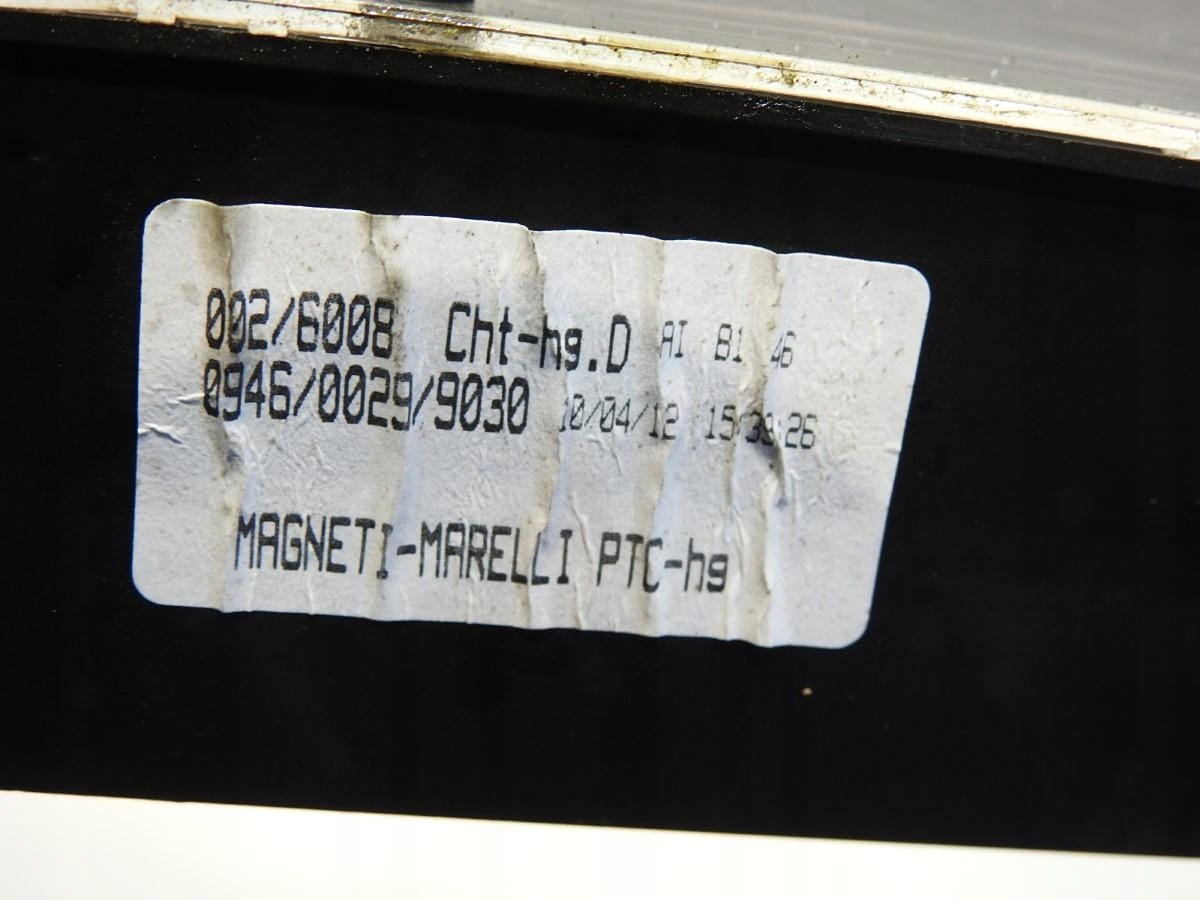 002/6008 Cht-hg.D AI 81 46
0946/0029/9030 10/04/12 15:39:26
MAGNETI-MARELLI PTC-hg